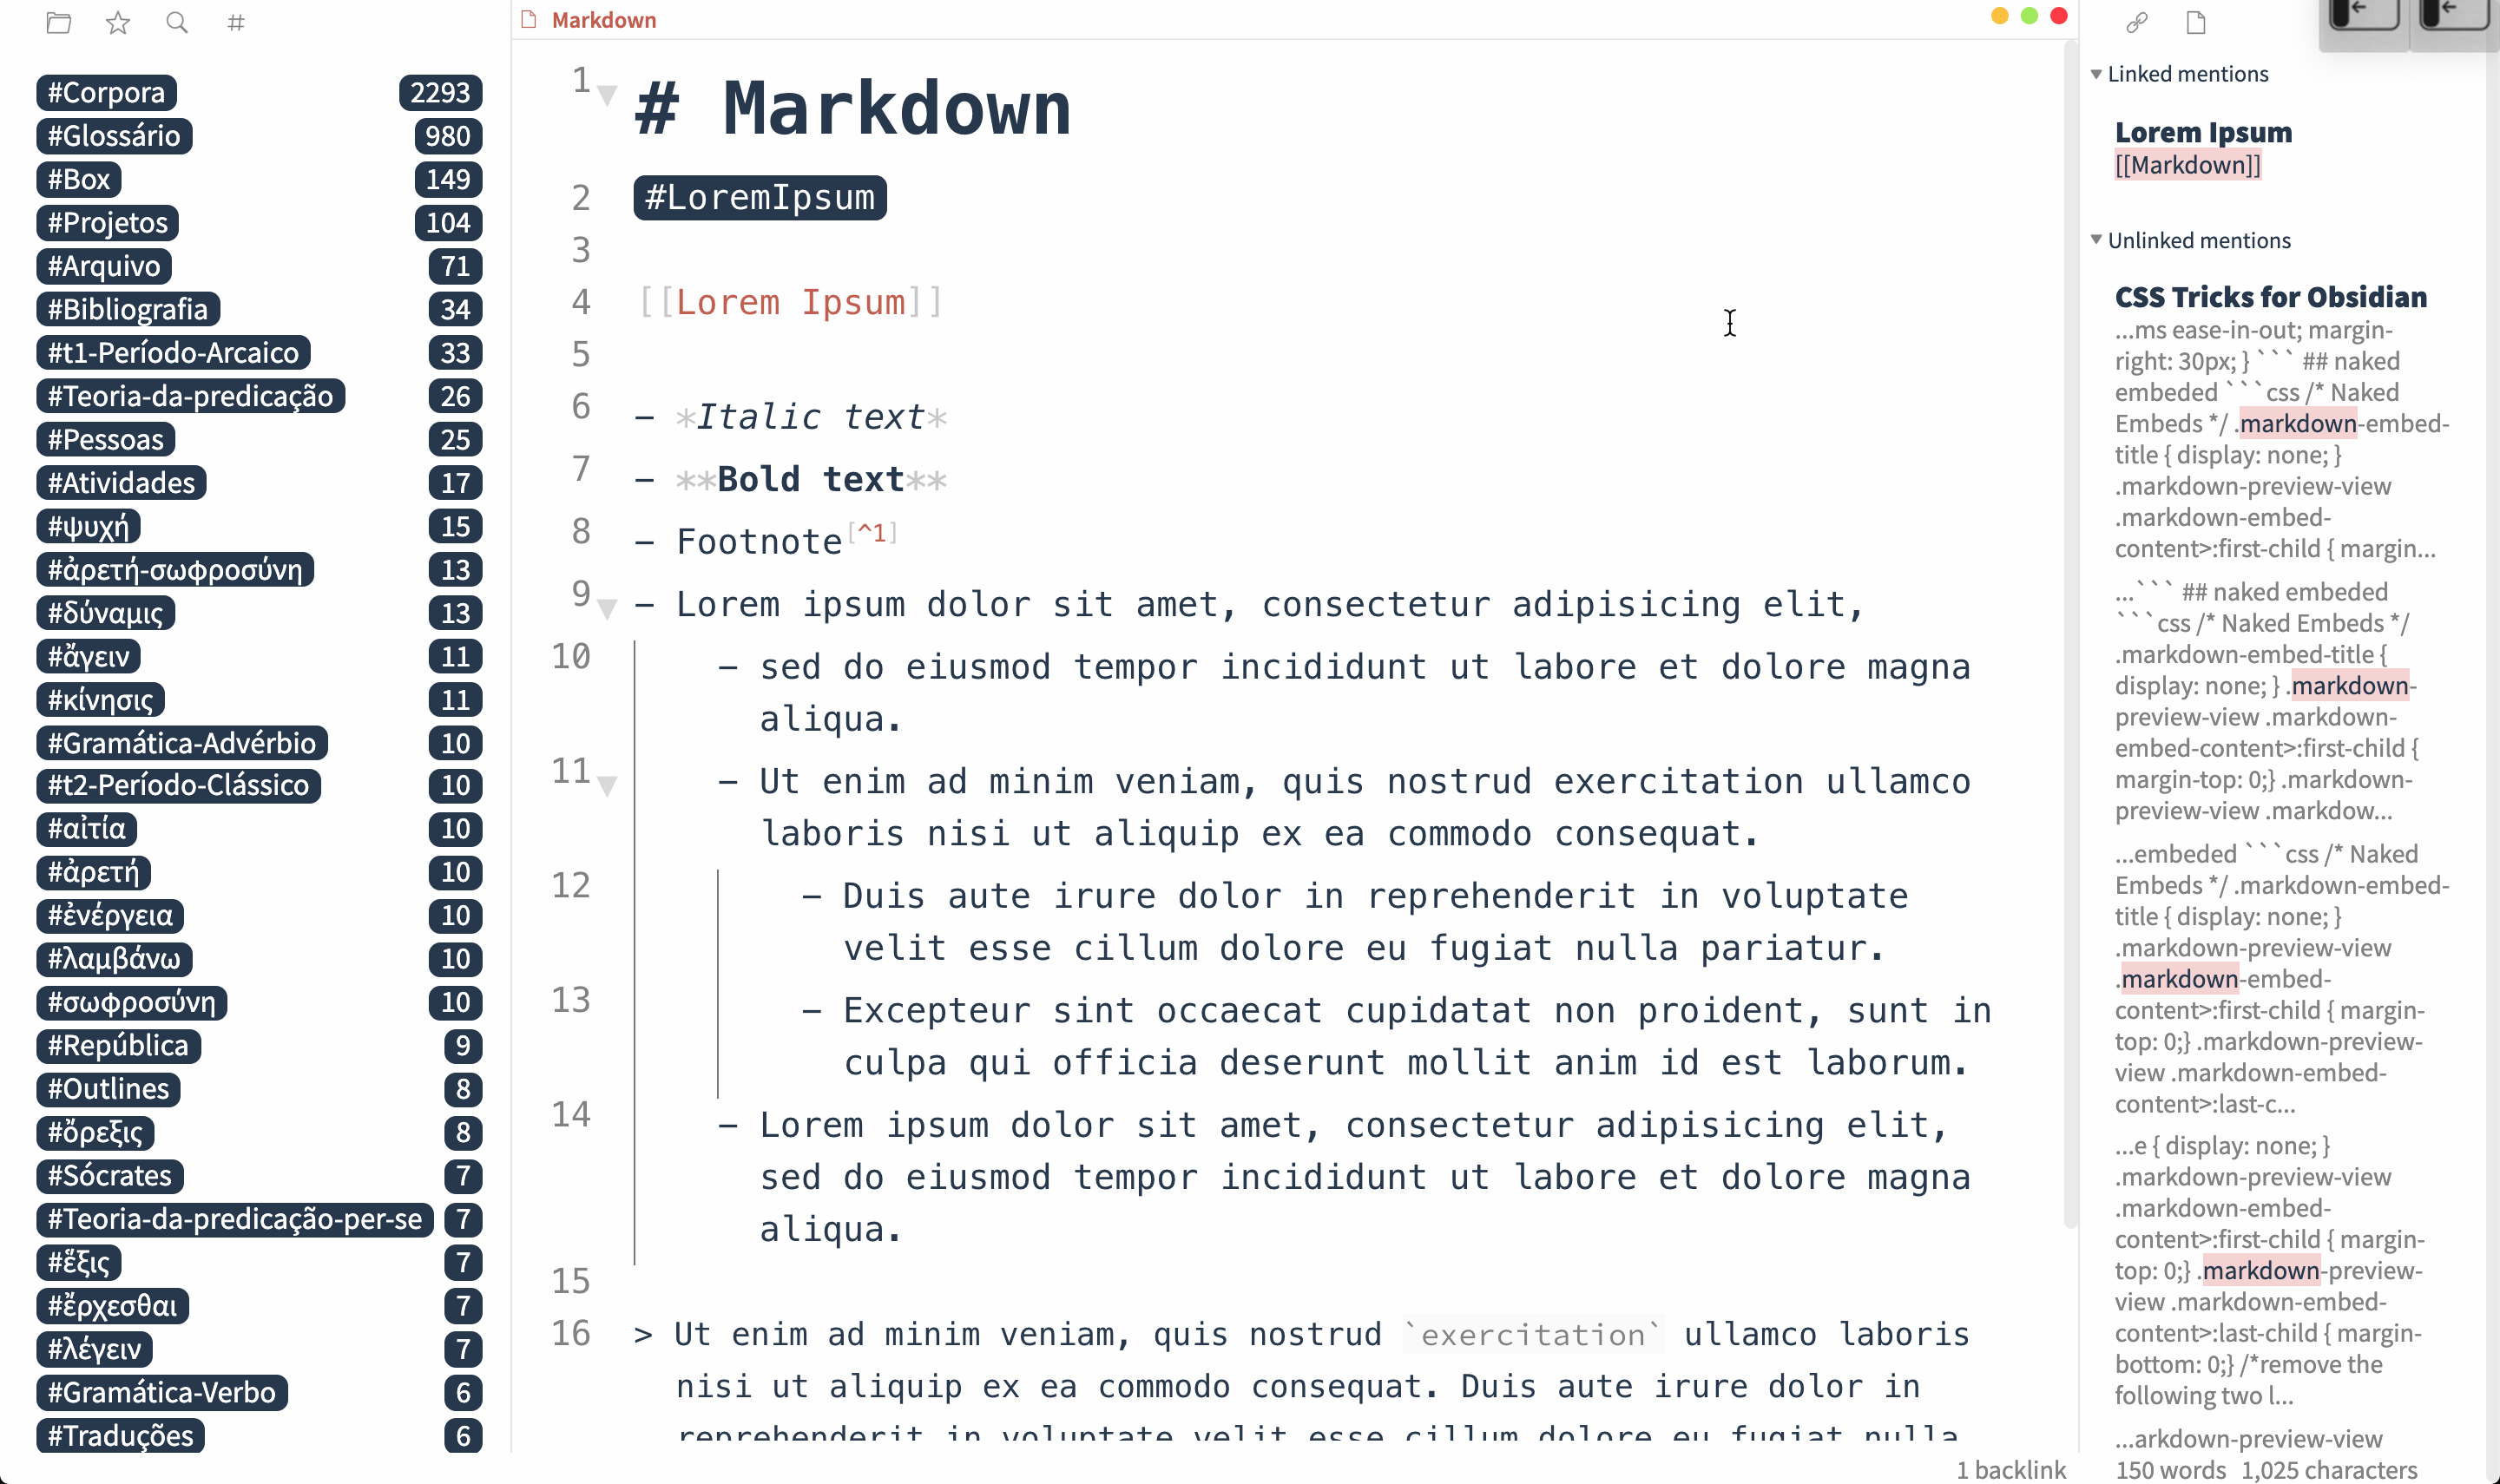 #Corpora 2293
#Glossário 980
#Box 149
#Projetos 104
#Arquivo 71
#Bibliografia 34
#t1-Período-Arcaico 33
#Teoria-da-predicação 26
#Pessoas 25
#Atividades 17
#ψυχή 15
#ἀρετή-σωφροσύνη 13
#δύναμις 13
#ἄγειν 11
#κίνησις 11
#Gramática-Advérbio 10
#t2-Período-Clássico 10
#αἰτία 10
#ἀρετή 10
#ἐνέργεια 10
#λαμβάνω 10
#σωφροσύνη 10
#República 9
#Outlines 8
#ὄρεξις 8
#Sócrates 7
#Teoria-da-predicação-per-se 7
#ἕξις 7
#ἔρχεσθαι 7
#λέγειν 7
#Gramática-Verbo 6
#Traduções 6
Markdown
1 # Markdown
2 #LoremIpsum
3
4 [[Lorem Ipsum]]
5
6 - *Italic text*
7 - **Bold text**
8 - Footnote[^1]
9 - Lorem ipsum dolor sit amet, consectetur adipisicing elit,
10 - sed do eiusmod tempor incididunt ut labore et dolore magna
aliqua.
11 - Ut enim ad minim veniam, quis nostrud exercitation ullamco
laboris nisi ut aliquip ex ea commodo consequat.
12 - Duis aute irure dolor in reprehenderit in voluptate
velit esse cillum dolore eu fugiat nulla pariatur.
13 - Excepteur sint occaecat cupidatat non proident, sunt in
culpa qui officia deserunt mollit anim id est laborum.
14 - Lorem ipsum dolor sit amet, consectetur adipisicing elit,
sed do eiusmod tempor incididunt ut labore et dolore magna
aliqua.
15
16 > Ut enim ad minim veniam, quis nostrud `exercitation` ullamco laboris
nisi ut aliquip ex ea commodo consequat. Duis aute irure dolor in
reprehenderit in voluptate velit esse cillum dolore eu fugiat nulla
Linked mentions
Lorem Ipsum
[[Markdown]]
Unlinked mentions
CSS Tricks for Obsidian
...ms ease-in-out; margin-
right: 30px; } ``` ## naked
embeded ```css /* Naked
Embeds */ .markdown-embed-
title { display: none; }
.markdown-preview-view
.markdown-embed-
content>:first-child { margin...
...``` ## naked embeded
```css /* Naked Embeds */
.markdown-embed-title {
display: none; } .markdown-
preview-view .markdown-
embed-content>:first-child {
margin-top: 0;} .markdown-
preview-view .markdow...
...embeded ```css /* Naked
Embeds */ .markdown-embed-
title { display: none; }
.markdown-preview-view
.markdown-embed-
content>:first-child { margin-
top: 0;} .markdown-preview-
view .markdown-embed-
content>:last-c...
...e { display: none; }
.markdown-preview-view
.markdown-embed-
content>:first-child { margin-
top: 0;} .markdown-preview-
view .markdown-embed-
content>:last-child { margin-
bottom: 0;} /*remove the
following two l...
...arkdown-preview-view
1 backlink 150 words 1,025 characters